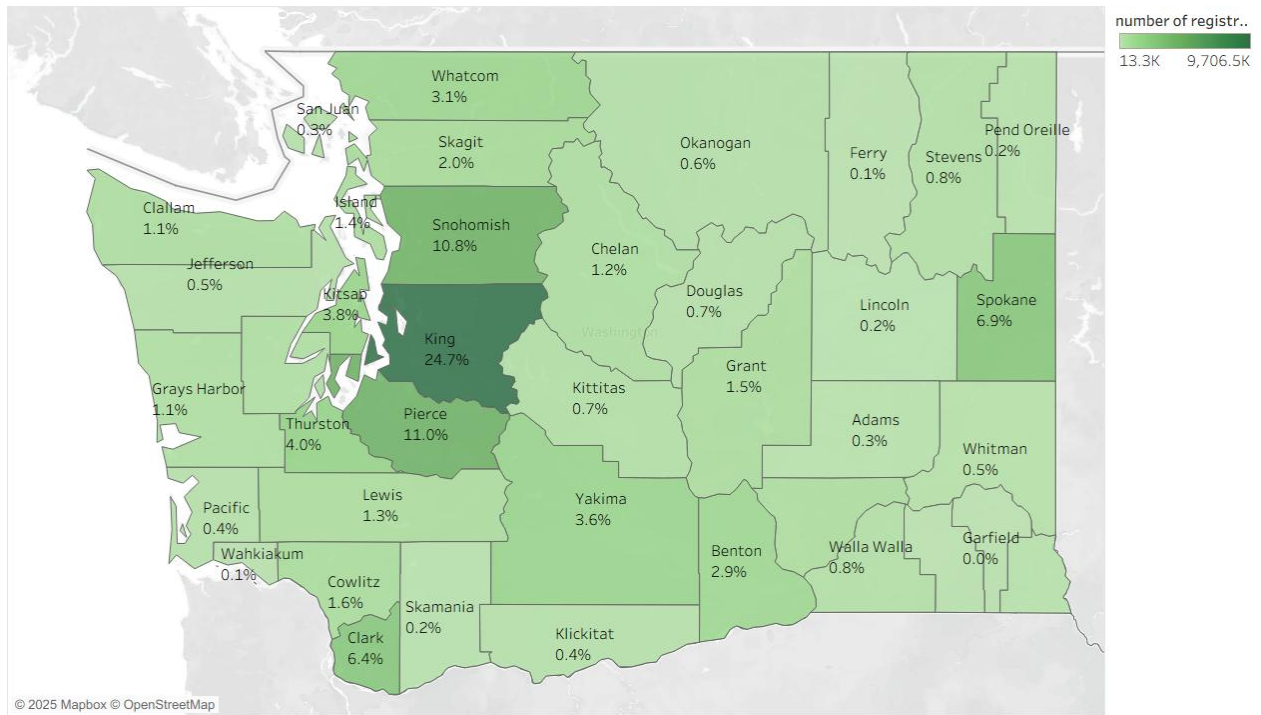 number of registr..
13.3K 9,706.5K
Whatcom
3.1%
San Juan
0.3%
Skagit
2.0%
Okanogan
0.6%
Ferry
0.1%
Stevens
0.8%
Pend Oreille
0.2%
Clallam
1.1%
Island
1.4%
Snohomish
10.8%
Chelan
1.2%
Jefferson
0.5%
Kitsap
3.8%
Douglas
0.7%
Lincoln
0.2%
Spokane
6.9%
Washington
King
24.7%
Grant
1.5%
Grays Harbor
1.1%
Kittitas
0.7%
Thurston
4.0%
Pierce
11.0%
Adams
0.3%
Whitman
0.5%
Pacific
0.4%
Lewis
1.3%
Yakima
3.6%
Benton
2.9%
Walla Walla
0.8%
Garfield
0.0%
Wahkiakum
0.1%
Cowlitz
1.6%
Skamania
0.2%
Clark
6.4%
Klickitat
0.4%
© 2025 Mapbox © OpenStreetMap